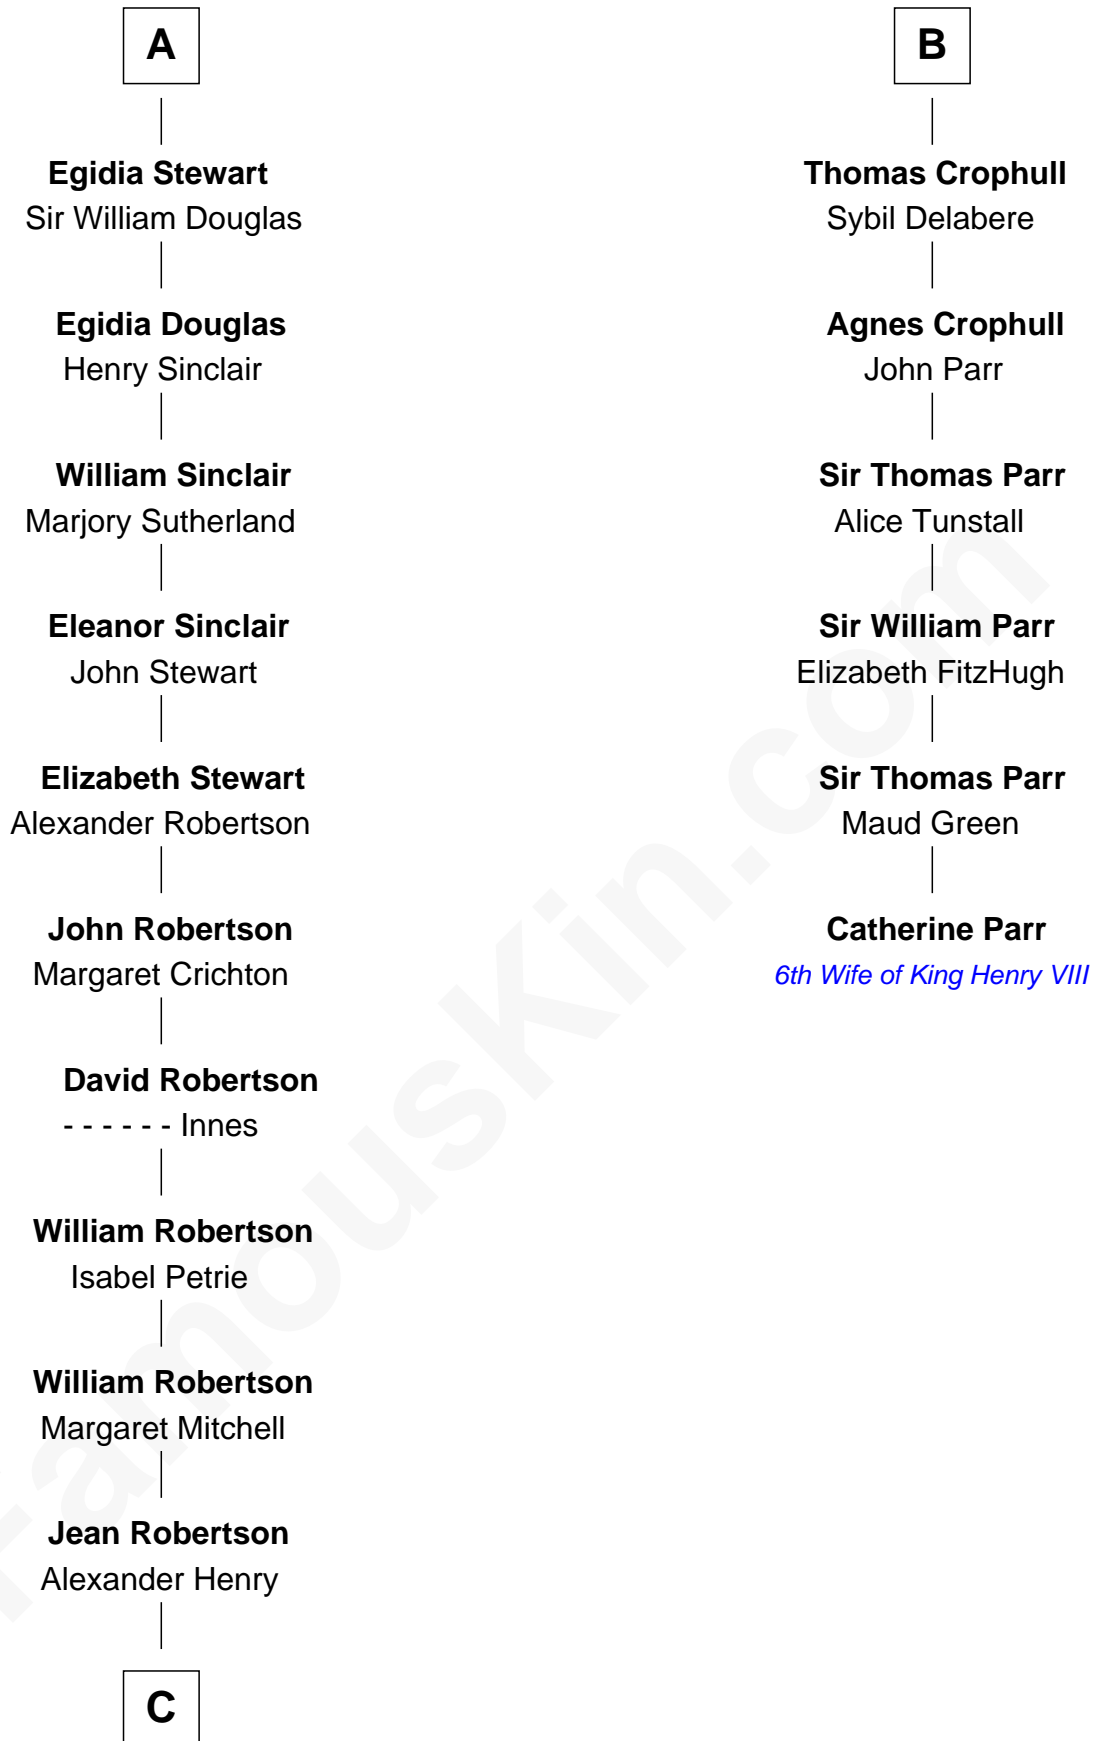 A
Egidia Stewart
Sir William Douglas
Egidia Douglas
Henry Sinclair
William Sinclair
Marjory Sutherland
Eleanor Sinclair
John Stewart
Elizabeth Stewart
Alexander Robertson
John Robertson
Margaret Crichton
David Robertson
- - - - - - Innes
William Robertson
Isabel Petrie
William Robertson
Margaret Mitchell
Jean Robertson
Alexander Henry
C
B
Thomas Crophull
Sybil Delabere
Agnes Crophull
John Parr
Sir Thomas Parr
Alice Tunstall
Sir William Parr
Elizabeth FitzHugh
Sir Thomas Parr
Maud Green
Catherine Parr
6th Wife of King Henry VIII
FamousKin.com